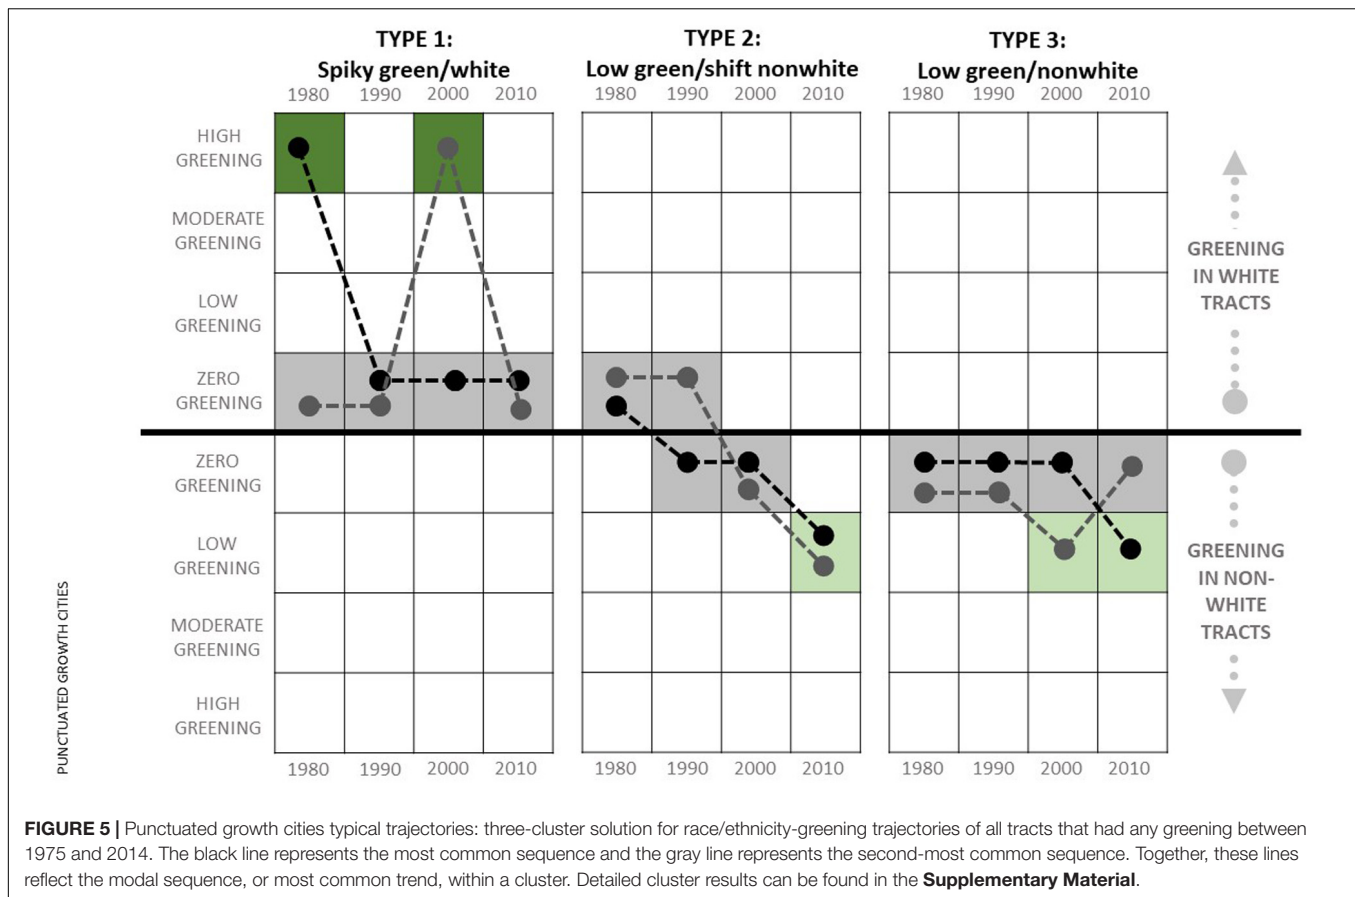 TYPE 1:
Spiky green/white
1980 1990 2000 2010
TYPE 2:
Low green/shift nonwhite
1980 1990 2000 2010
TYPE 3:
Low green/nonwhite
1980 1990 2000 2010
HIGH
GREENING
MODERATE
GREENING
LOW
GREENING
ZERO
GREENING
ZERO
GREENING
LOW
GREENING
MODERATE
GREENING
HIGH
GREENING
GREENING
IN WHITE
TRACTS
GREENING
IN NON-
WHITE
TRACTS
PUNCTUATED GROWTH CITIES
1980 1990 2000 2010
1980 1990 2000 2010
1980 1990 2000 2010
FIGURE 5 | Punctuated growth cities typical trajectories: three-cluster solution for race/ethnicity-greening trajectories of all tracts that had any greening between
1975 and 2014. The black line represents the most common sequence and the gray line represents the second-most common sequence. Together, these lines
reflect the modal sequence, or most common trend, within a cluster. Detailed cluster results can be found in the Supplementary Material.